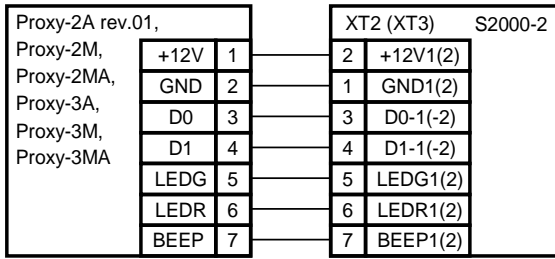 Proxy-2A rev.01,
Proxy-2M,
Proxy-2MA,
Proxy-3A,
Proxy-3M,
Proxy-3MA
+12V 1
GND 2
D0 3
D1 4
LEDG 5
LEDR 6
BEEP 7
XT2 (XT3) S2000-2
2 +12V1(2)
1 GND1(2)
3 D0-1(-2)
4 D1-1(-2)
5 LEDG1(2)
6 LEDR1(2)
7 BEEP1(2)